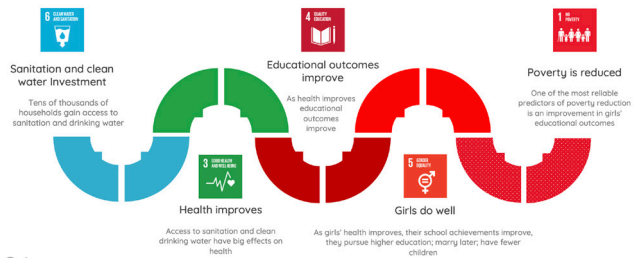 6 CLEAN WATER
AND SANITATION
Sanitation and clean
water Investment
Tens of thousands of
households gain access to
sanitation and drinking water
3 GOOD HEALTH
AND WELL-BEING
Health improves
Access to sanitation and clean
drinking water have big effects on
health
4 QUALITY
EDUCATION
Educational outcomes
improve
As health improves
educational
outcomes
improve
5 GENDER
EQUALITY
Girls do well
As girls' health improves, their school achievements improve,
they pursue higher education; marry later; have fewer
children
1 NO
POVERTY
Poverty is reduced
One of the most reliable
predictors of poverty reduction
is an improvement in girls'
educational outcomes